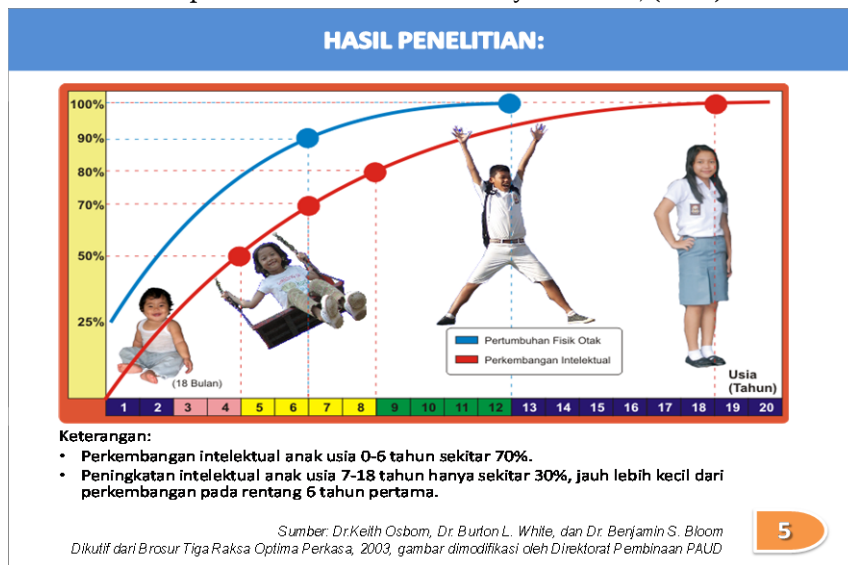 HASIL PENELITIAN:
100%
90%
80%
70%
50%
25%
(18 Bulan)
Pertumbuhan Fisik Otak
Perkembangan Intelektual
Usia
(Tahun)
1 2 3 4 5 6 7 8 9 10 11 12 13 14 15 16 17 18 19 20
Keterangan:
• Perkembangan intelektual anak usia 0-6 tahun sekitar 70%.
• Peningkatan intelektual anak usia 7-18 tahun hanya sekitar 30%, jauh lebih kecil dari
perkembangan pada rentang 6 tahun pertama.
Sumber: Dr.Keith Osborn, Dr. Burton L. White, dan Dr. Benjamin S. Bloom
Dikutif dari Brosur Tiga Raksa Optima Perkasa, 2003, gambar dimodifikasi oleh Direktorat Pembinaan PAUD
5